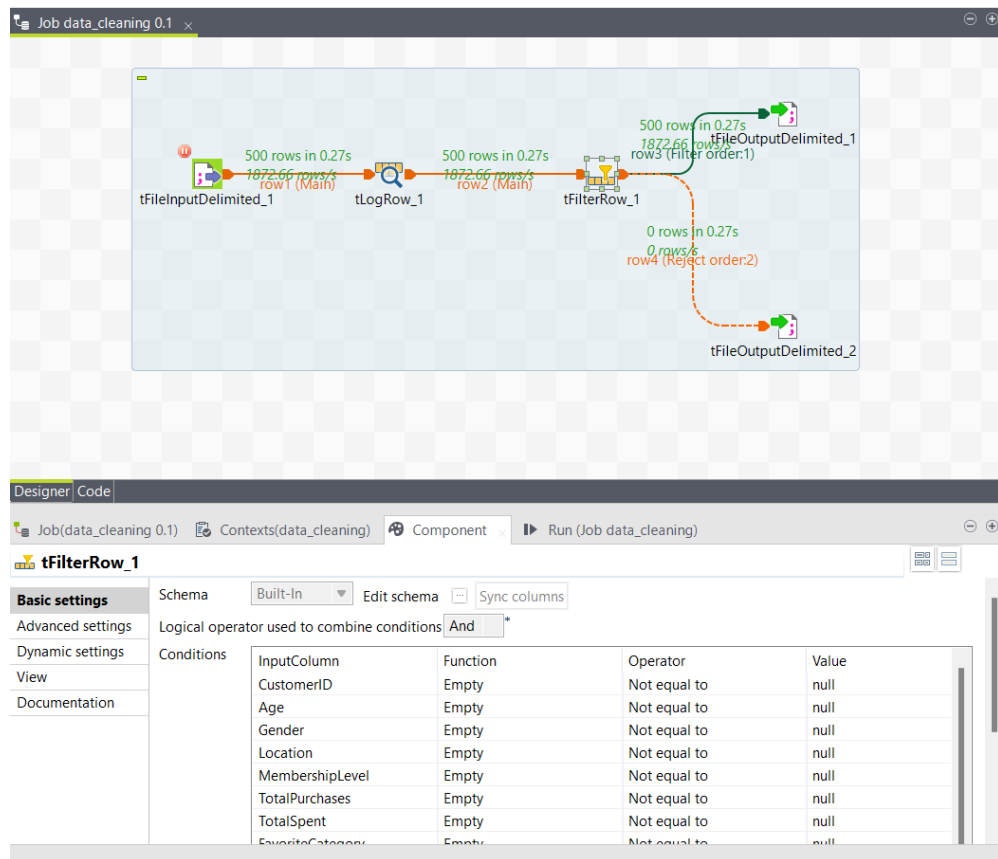 Job data_cleaning 0.1
500 rows in 0.27s
1872.66 rows/s
row1 (Main)
500 rows in 0.27s
1872.66 rows/s
row2 (Main)
500 rows in 0.27s
1872.66 rows/s
row3 (Filter order:1)
tFileOutputDelimited_1
tFileInputDelimited_1
tLogRow_1
tFilterRow_1
0 rows in 0.27s
0 rows/s
row4 (Reject order:2)
tFileOutputDelimited_2
Designer Code
Job(data_cleaning 0.1) Contexts(data_cleaning) Component Run (Job data_cleaning)
tFilterRow_1
Basic settings
Advanced settings
Dynamic settings
View
Documentation
Schema Built-In Edit schema ... Sync columns
Logical operator used to combine conditions And *
Conditions
InputColumn Function Operator Value
CustomerID Empty Not equal to null
Age Empty Not equal to null
Gender Empty Not equal to null
Location Empty Not equal to null
MembershipLevel Empty Not equal to null
TotalPurchases Empty Not equal to null
TotalSpent Empty Not equal to null
FavoriteCategory Empty Not equal to null